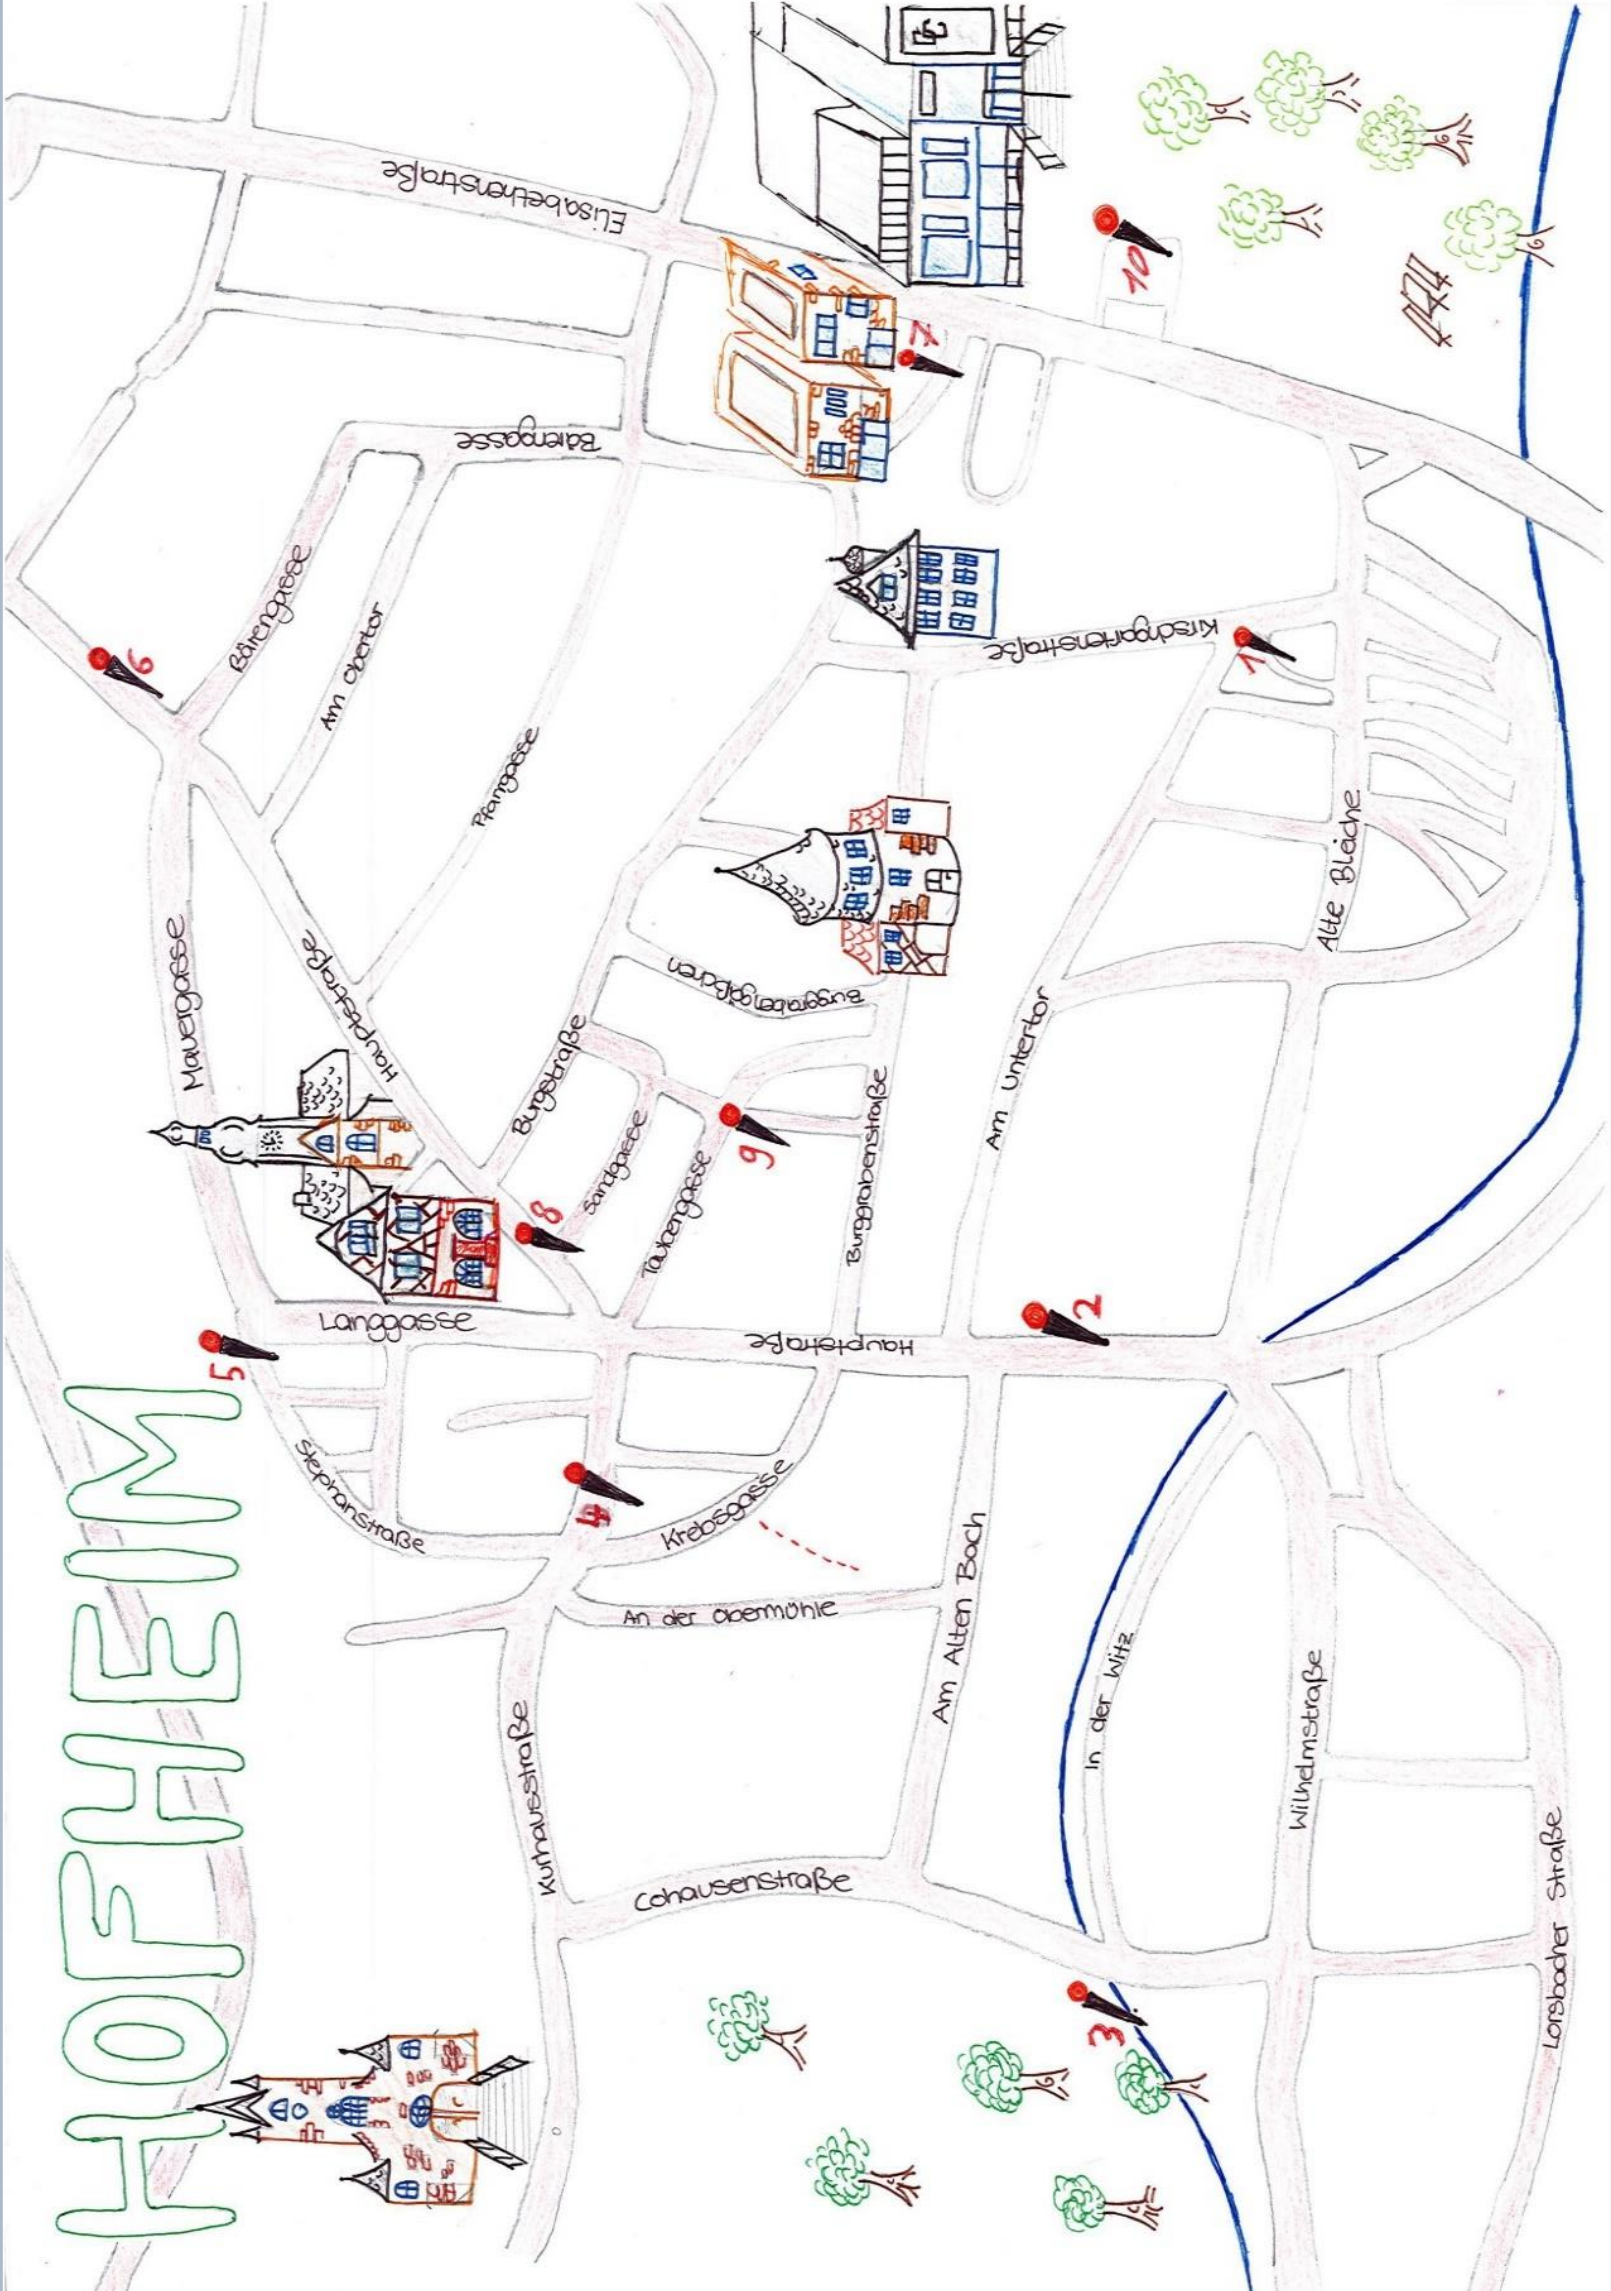 HOFHEIM
Elisabethenstraße
Bärengasse
Bärengasse
Am Obertor
Pfarrgasse
Mauergasse
Hauptstraße
Burgstraße
Burggrabengäßchen
Sandgasse
Taubengasse
Burggrabenstraße
Am Untertor
Kirschgartenstraße
Alte Bleiche
Langgasse
Hauptstraße
Stephanstraße
Krebsgasse
An der Obermühle
Am Alten Bach
In der Witz
Wilhelmstraße
Kurhausstraße
Cohausenstraße
Lorsbacher Straße
1
2
3
4
5
6
7
8
9
10